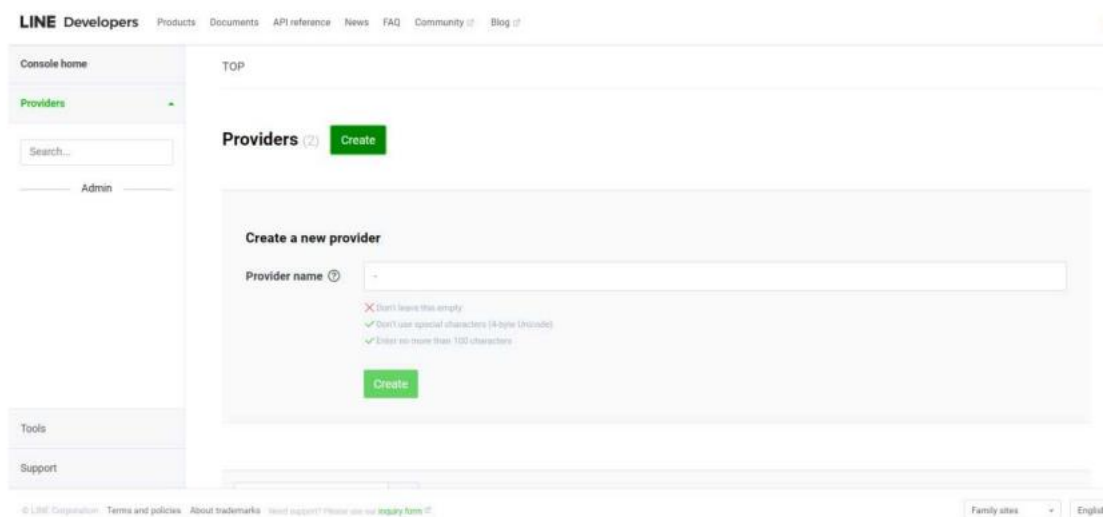 LINE Developers Products Documents API reference News FAQ Community Blog
Console home
TOP
Providers
Providers (2) Create
Search...
Admin
Create a new provider
Provider name ?
-
Don't leave this empty
Don't use special characters (4-byte Unicode)
Enter no more than 100 characters
Create
Tools
Support
© LINE Corporation Terms and policies About trademarks Need support? Please use our inquiry form
Family sites
English